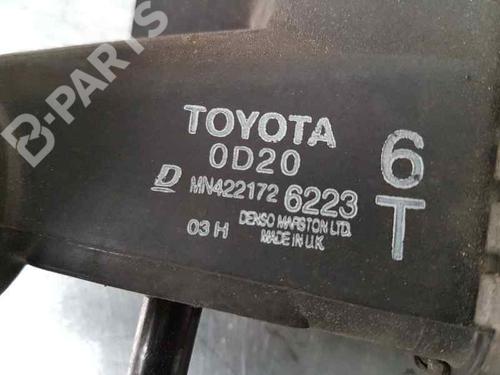 B-PARTS
TOYOTA
0D20
6
MN422172 6223
T
03 H
DENSO MARSTON LTD.
MADE IN U.K